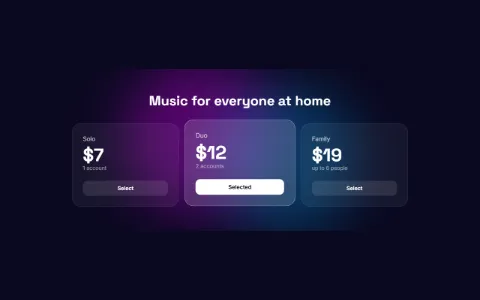 Music for everyone at home
Solo
$7
1 account
Select
Duo
$12
2 accounts
Selected
Family
$19
up to 6 people
Select